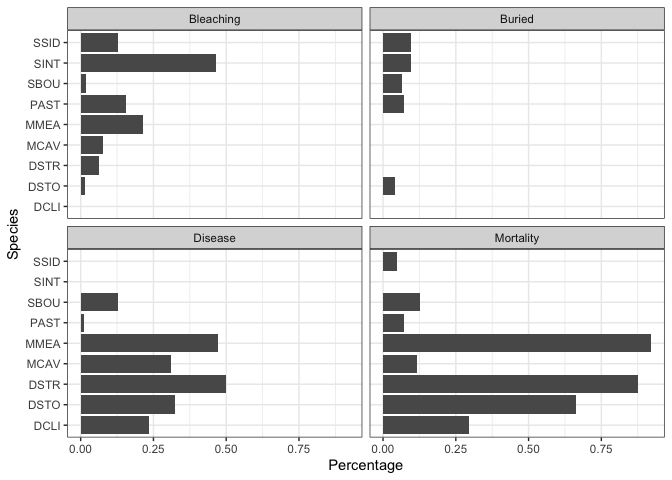 Bleaching
Buried
SSID
SINT
SBOU
PAST
MMEA
MCAV
DSTR
DSTO
DCLI
Species
Disease
Mortality
SSID
SINT
SBOU
PAST
MMEA
MCAV
DSTR
DSTO
DCLI
0.00 0.25 0.50 0.75
0.00 0.25 0.50 0.75
Percentage